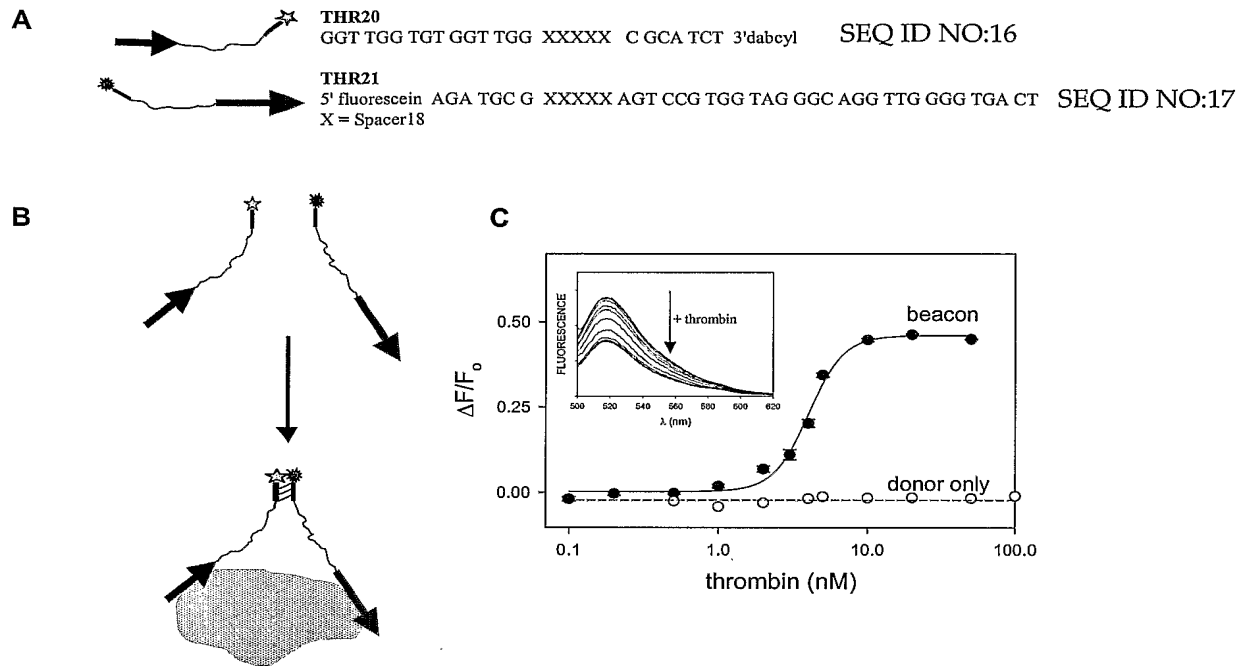 A
THR20
GGT TGG TGT GGT TGG XXXXX C GCA TCT 3'dabcyl SEQ ID NO:16
THR21
5' fluorescein AGA TGC G XXXXX AGT CCG TGG TAG GGC AGG TTG GGG TGA CT SEQ ID NO:17
X = Spacer18
B
C
ΔF/Fo
0.50
0.25
0.00
FLUORESCENCE
+ thrombin
500 520 540 560 580 600 620
λ (nm)
beacon
donor only
0.1 1.0 10.0 100.0
thrombin (nM)